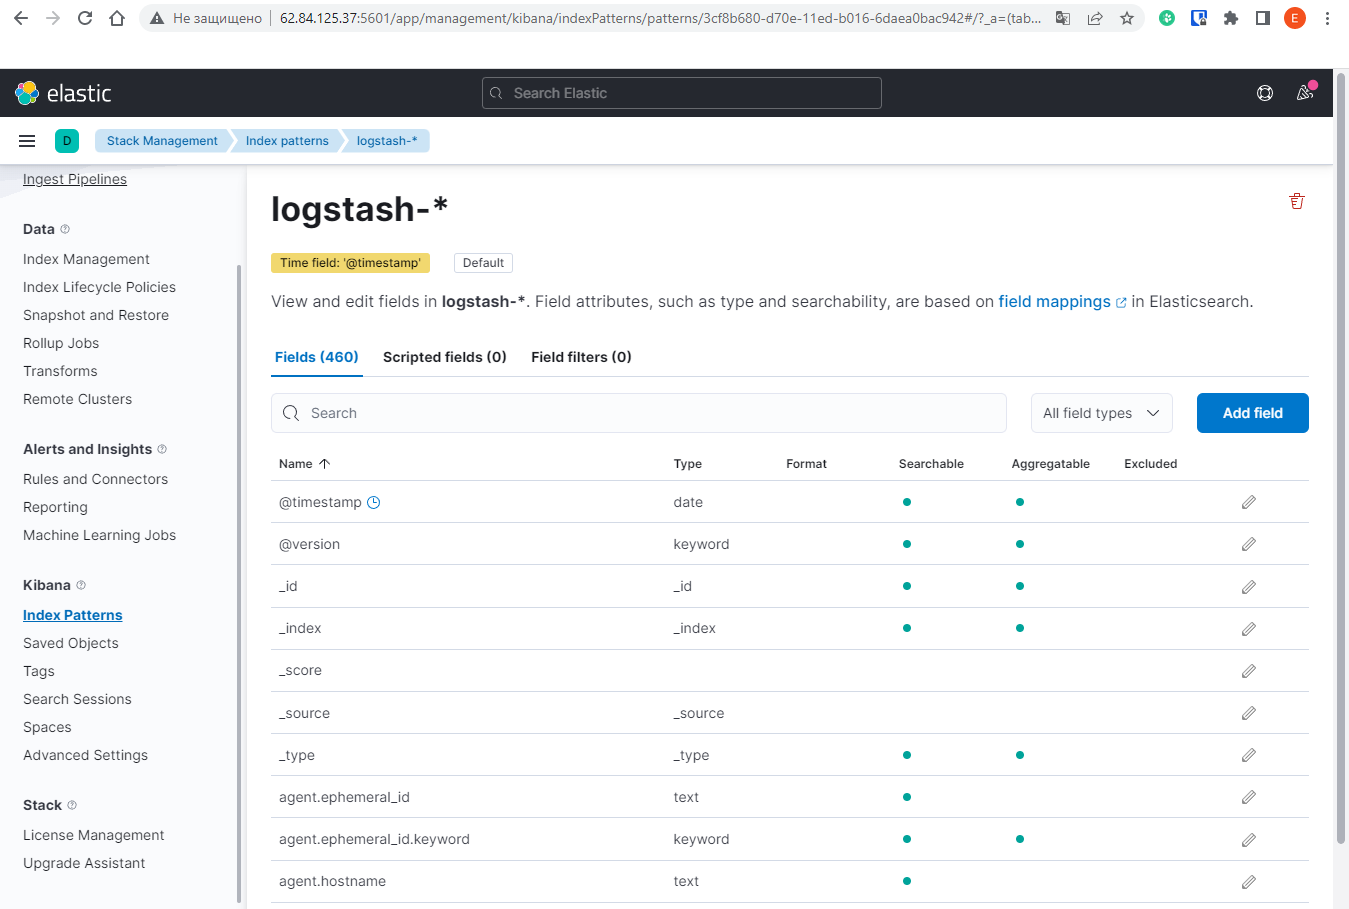 Не защищено
62.84.125.37:5601/app/management/kibana/indexPatterns/patterns/3cf8b680-d70e-11ed-b016-6daea0bac942#/?_a=(tab...
E
elastic
Search Elastic
D
Stack Management
Index patterns
logstash-*
Ingest Pipelines
Data
Index Management
Index Lifecycle Policies
Snapshot and Restore
Rollup Jobs
Transforms
Remote Clusters
Alerts and Insights
Rules and Connectors
Reporting
Machine Learning Jobs
Kibana
Index Patterns
Saved Objects
Tags
Search Sessions
Spaces
Advanced Settings
Stack
License Management
Upgrade Assistant
logstash-*
Time field: '@timestamp'
Default
View and edit fields in logstash-*. Field attributes, such as type and searchability, are based on field mappings in Elasticsearch.
Fields (460)
Scripted fields (0)
Field filters (0)
Search
All field types
Add field
Name Type Format Searchable Aggregatable Excluded
@timestamp date
@version keyword
_id _id
_index _index
_score
_source _source
_type _type
agent.ephemeral_id text
agent.ephemeral_id.keyword keyword
agent.hostname text